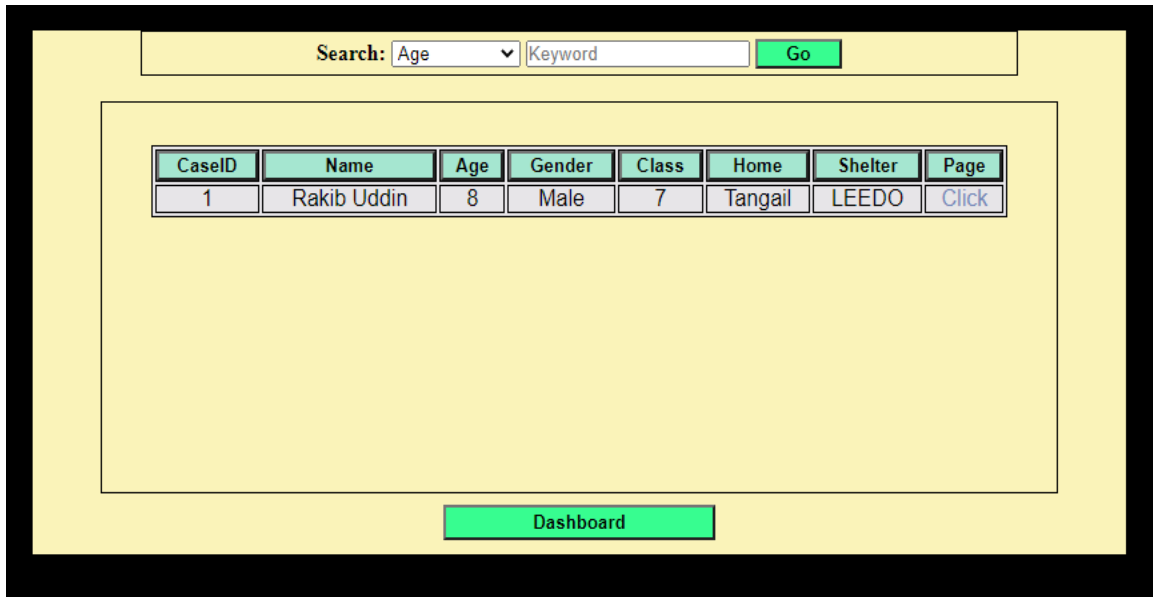 Search: Age Keyword Go
CaseID Name Age Gender Class Home Shelter Page
1 Rakib Uddin 8 Male 7 Tangail LEEDO Click
Dashboard